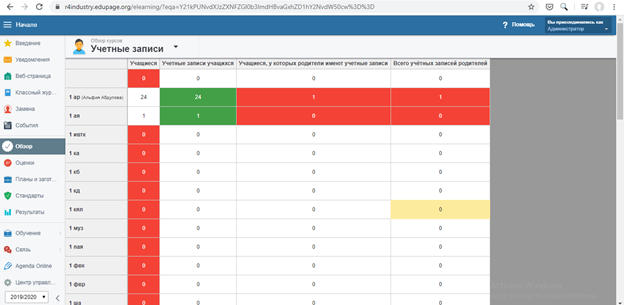 r4industry.edupage.org/elearning/?eqa=Y21kPUNvdXJzZXNFZGl0b3ImdHBvaGxhZD1hY2NvdW50cw%3D%3D
Начало
? Помощь
Вы присоединились как
Администратор
Введение
Уведомления
Веб-страница
Классный жур...
Замена
События
Обзор
Оценки
Планы и загот...
Стандарты
Результаты
Обучение
Связь
Agenda Online
Центр управл...
2019/2020
Обзор курсов
Учетные записи
Учащиеся Учетные записи учащихся Учащиеся, у которых родители имеют учетные записи Всего учётных записей родителей
0 0 0 0
1 ар (Альфия Абдулова) 24 24 1 1
1 ая 1 1 0 0
1 ивтк 0 0 0 0
1 ка 0 0 0 0
1 кб 0 0 0 0
1 кд 0 0 0 0
1 кял 0 0 0 0
1 муз 0 0 0 0
1 пая 0 0 0 0
1 фек 0 0 0 0
1 фер 0 0 0 0
1 ша 0 0 0 0